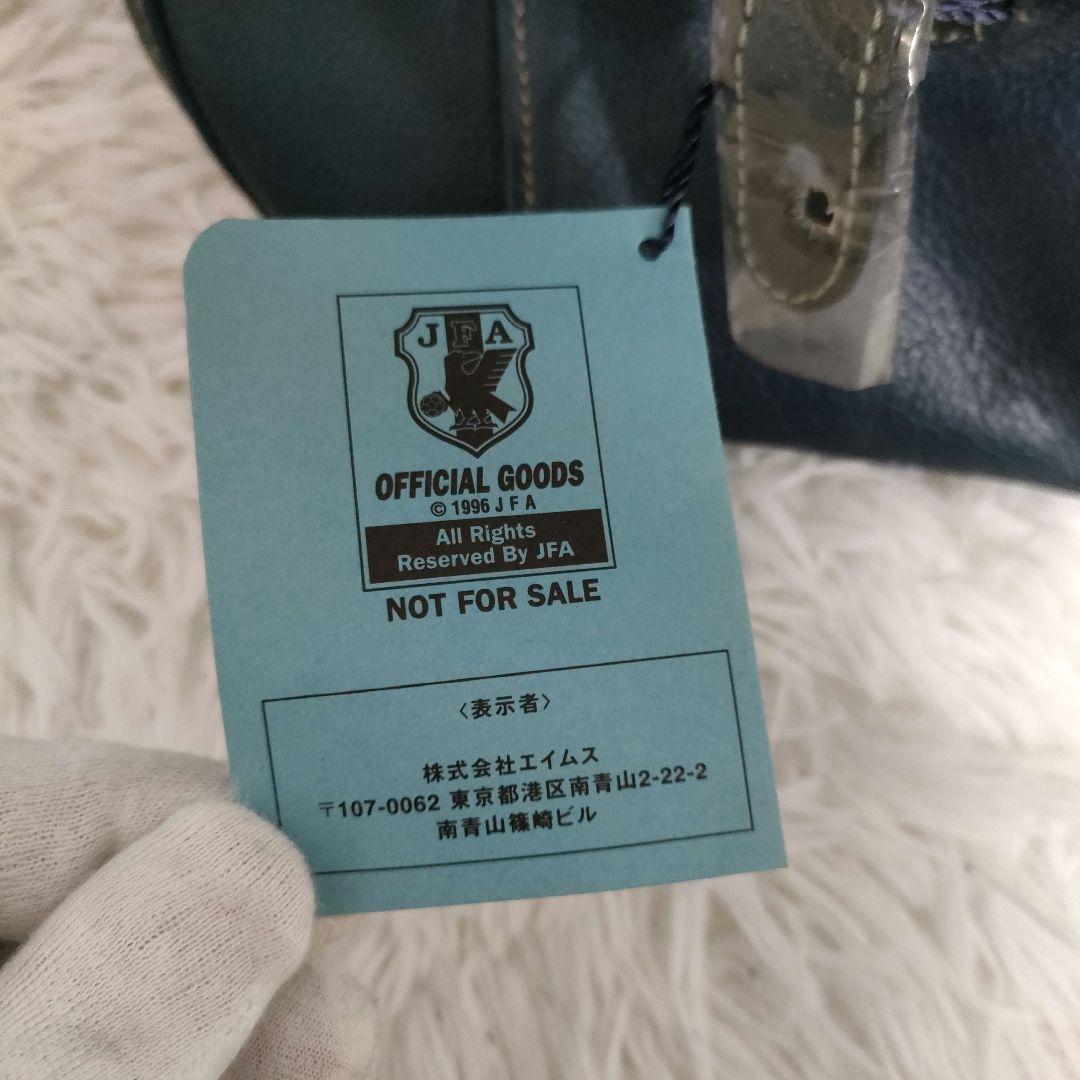 JFA
OFFICIAL GOODS
© 1996 J F A
All Rights
Reserved By JFA
NOT FOR SALE
〈表示者〉
株式会社エイムス
〒107-0062 東京都港区南青山2-22-2
南青山篠崎ビル